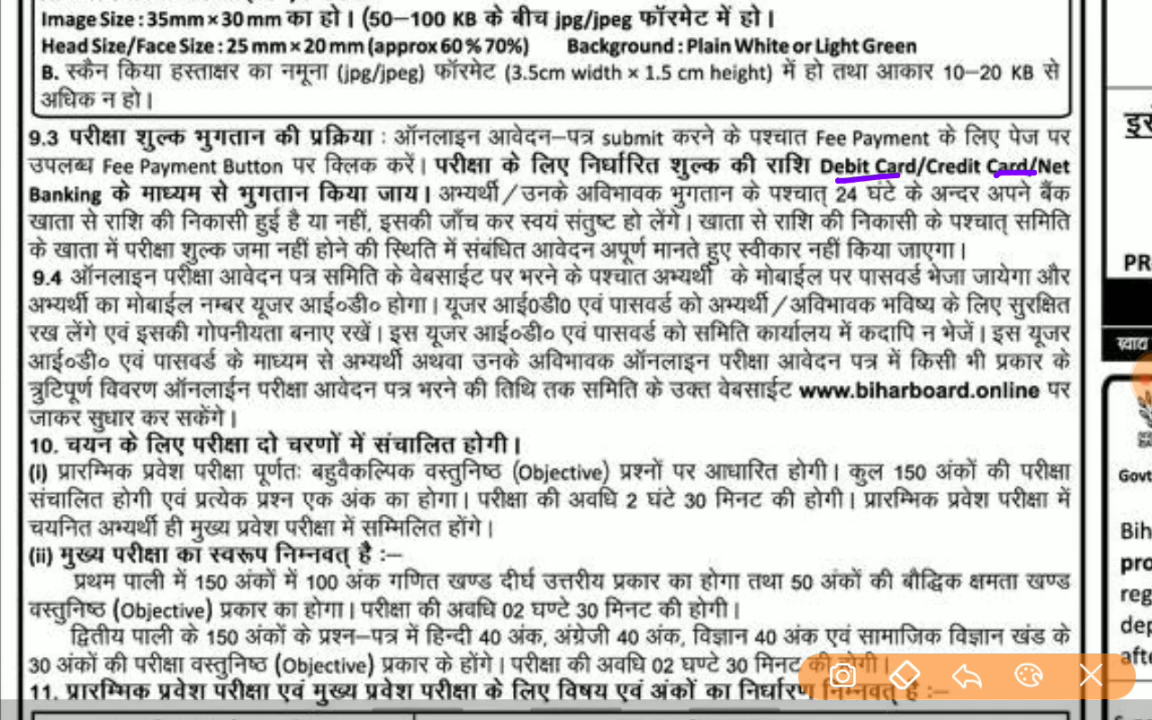 Image Size : 35mm × 30 mm का हो। (50–100 KB के बीच jpg/jpeg फॉरमेट में हो।
Head Size/Face Size : 25 mm × 20 mm (approx 60 % 70%) Background : Plain White or Light Green
B. स्कैन किया हस्ताक्षर का नमूना (jpg/jpeg) फॉरमेट (3.5cm width × 1.5 cm height) में हो तथा आकार 10–20 KB से
अधिक न हो।
9.3 परीक्षा शुल्क भुगतान की प्रक्रिया : ऑनलाइन आवेदन–पत्र submit करने के पश्चात Fee Payment के लिए पेज पर
उपलब्ध Fee Payment Button पर क्लिक करें। परीक्षा के लिए निर्धारित शुल्क की राशि Debit Card/Credit Card/Net
Banking के माध्यम से भुगतान किया जाय। अभ्यर्थी/उनके अविभावक भुगतान के पश्चात् 24 घंटे के अन्दर अपने बैंक
खाता से राशि की निकासी हुई है या नहीं, इसकी जाँच कर स्वयं संतुष्ट हो लेंगे। खाता से राशि की निकासी के पश्चात् समिति
के खाता में परीक्षा शुल्क जमा नहीं होने की स्थिति में संबंधित आवेदन अपूर्ण मानते हुए स्वीकार नहीं किया जाएगा।
9.4 ऑनलाइन परीक्षा आवेदन पत्र समिति के वेबसाईट पर भरने के पश्चात अभ्यर्थी के मोबाईल पर पासवर्ड भेजा जायेगा और
अभ्यर्थी का मोबाईल नम्बर यूजर आई०डी० होगा। यूजर आई0डी0 एवं पासवर्ड को अभ्यर्थी/अविभावक भविष्य के लिए सुरक्षित
रख लेंगे एवं इसकी गोपनीयता बनाए रखें। इस यूजर आई०डी० एवं पासवर्ड को समिति कार्यालय में कदापि न भेजें। इस यूजर
आई०डी० एवं पासवर्ड के माध्यम से अभ्यर्थी अथवा उनके अविभावक ऑनलाइन परीक्षा आवेदन पत्र में किसी भी प्रकार के
त्रुटिपूर्ण विवरण ऑनलाईन परीक्षा आवेदन पत्र भरने की तिथि तक समिति के उक्त वेबसाईट www.biharboard.online पर
जाकर सुधार कर सकेंगे।
10. चयन के लिए परीक्षा दो चरणों में संचालित होगी।
(i) प्रारम्भिक प्रवेश परीक्षा पूर्णतः बहुवैकल्पिक वस्तुनिष्ठ (Objective) प्रश्नों पर आधारित होगी। कुल 150 अंकों की परीक्षा
संचालित होगी एवं प्रत्येक प्रश्न एक अंक का होगा। परीक्षा की अवधि 2 घंटे 30 मिनट की होगी। प्रारम्भिक प्रवेश परीक्षा में
चयनित अभ्यर्थी ही मुख्य प्रवेश परीक्षा में सम्मिलित होंगे।
(ii) मुख्य परीक्षा का स्वरूप निम्नवत् है :–
प्रथम पाली में 150 अंकों में 100 अंक गणित खण्ड दीर्घ उत्तरीय प्रकार का होगा तथा 50 अंकों की बौद्धिक क्षमता खण्ड
वस्तुनिष्ठ (Objective) प्रकार का होगा। परीक्षा की अवधि 02 घण्टे 30 मिनट की होगी।
द्वितीय पाली के 150 अंकों के प्रश्न–पत्र में हिन्दी 40 अंक, अंग्रेजी 40 अंक, विज्ञान 40 अंक एवं सामाजिक विज्ञान खंड के
30 अंकों की परीक्षा वस्तुनिष्ठ (Objective) प्रकार के होंगे। परीक्षा की अवधि 02 घण्टे 30 मिनट की होगी।
11. प्रारम्भिक प्रवेश परीक्षा एवं मुख्य प्रवेश परीक्षा के लिए विषय एवं अंकों का निर्धारण निम्नवत् है :–
PR
Govt
Bih
pro
reg
dep
afte